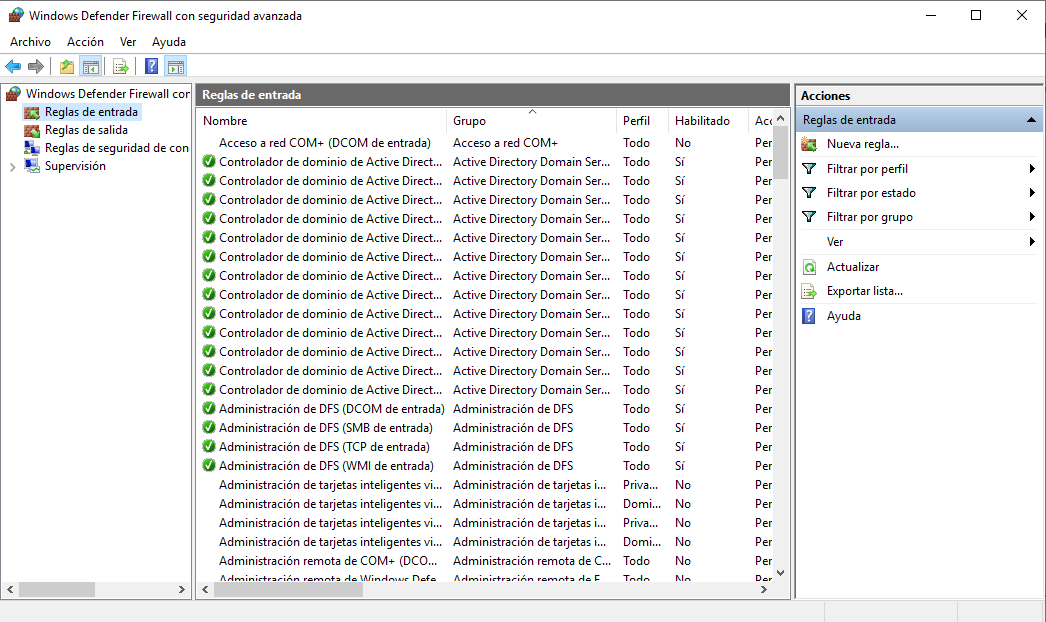 Windows Defender Firewall con seguridad avanzada
Archivo Acción Ver Ayuda
Windows Defender Firewall cor
Reglas de entrada
Reglas de salida
Reglas de seguridad de con
Supervisión
Reglas de entrada
Nombre Grupo Perfil Habilitado Acc
Acceso a red COM+ (DCOM de entrada) Acceso a red COM+ Todo No Per
Controlador de dominio de Active Direct... Active Directory Domain Ser... Todo Sí Per
Controlador de dominio de Active Direct... Active Directory Domain Ser... Todo Sí Per
Controlador de dominio de Active Direct... Active Directory Domain Ser... Todo Sí Per
Controlador de dominio de Active Direct... Active Directory Domain Ser... Todo Sí Per
Controlador de dominio de Active Direct... Active Directory Domain Ser... Todo Sí Per
Controlador de dominio de Active Direct... Active Directory Domain Ser... Todo Sí Per
Controlador de dominio de Active Direct... Active Directory Domain Ser... Todo Sí Per
Controlador de dominio de Active Direct... Active Directory Domain Ser... Todo Sí Per
Controlador de dominio de Active Direct... Active Directory Domain Ser... Todo Sí Per
Controlador de dominio de Active Direct... Active Directory Domain Ser... Todo Sí Per
Controlador de dominio de Active Direct... Active Directory Domain Ser... Todo Sí Per
Controlador de dominio de Active Direct... Active Directory Domain Ser... Todo Sí Per
Controlador de dominio de Active Direct... Active Directory Domain Ser... Todo Sí Per
Administración de DFS (DCOM de entrada) Administración de DFS Todo Sí Per
Administración de DFS (SMB de entrada) Administración de DFS Todo Sí Per
Administración de DFS (TCP de entrada) Administración de DFS Todo Sí Per
Administración de DFS (WMI de entrada) Administración de DFS Todo Sí Per
Administración de tarjetas inteligentes vi... Administración de tarjetas i... Priva... No Per
Administración de tarjetas inteligentes vi... Administración de tarjetas i... Domi... No Per
Administración de tarjetas inteligentes vi... Administración de tarjetas i... Priva... No Per
Administración de tarjetas inteligentes vi... Administración de tarjetas i... Domi... No Per
Administración remota de COM+ (DCO... Administración remota de C... Todo No Per
Administración remota de Windows Defe... Administración remota de F... Todo No Per
Acciones
Reglas de entrada
Nueva regla...
Filtrar por perfil
Filtrar por estado
Filtrar por grupo
Ver
Actualizar
Exportar lista...
Ayuda